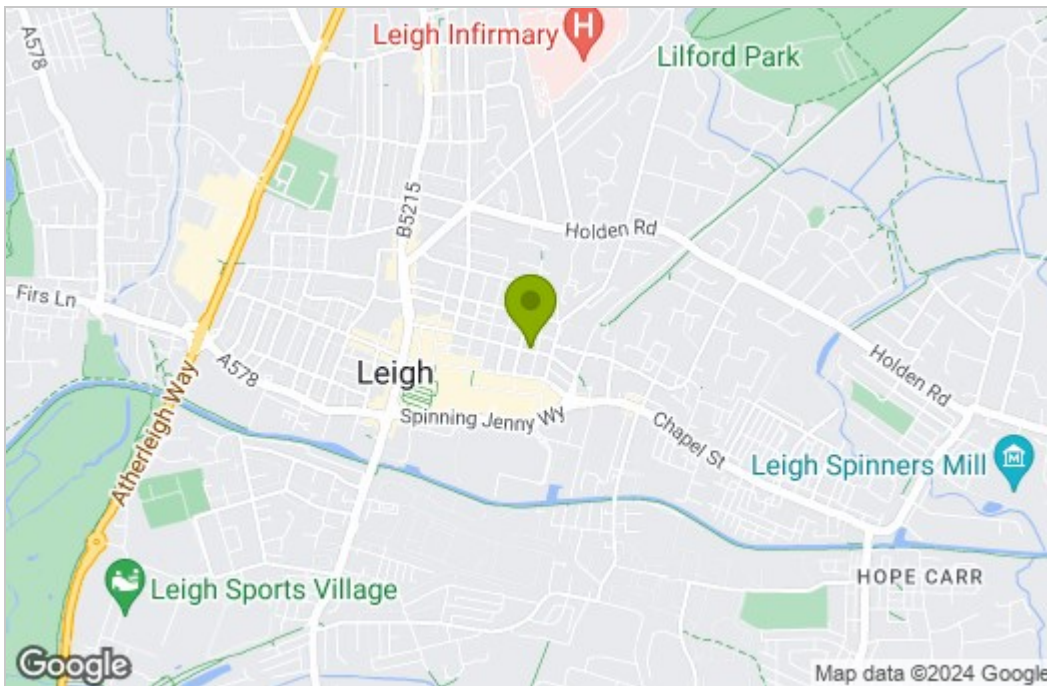 A578
Leigh Infirmary
H
Lilford Park
B5215
Holden Rd
Firs Ln
A578
Leigh
Atherleigh Way
Spinning Jenny Wy
Chapel St
Holden Rd
Leigh Spinners Mill
M
Leigh Sports Village
HOPE CARR
Google
Map data ©2024 Google